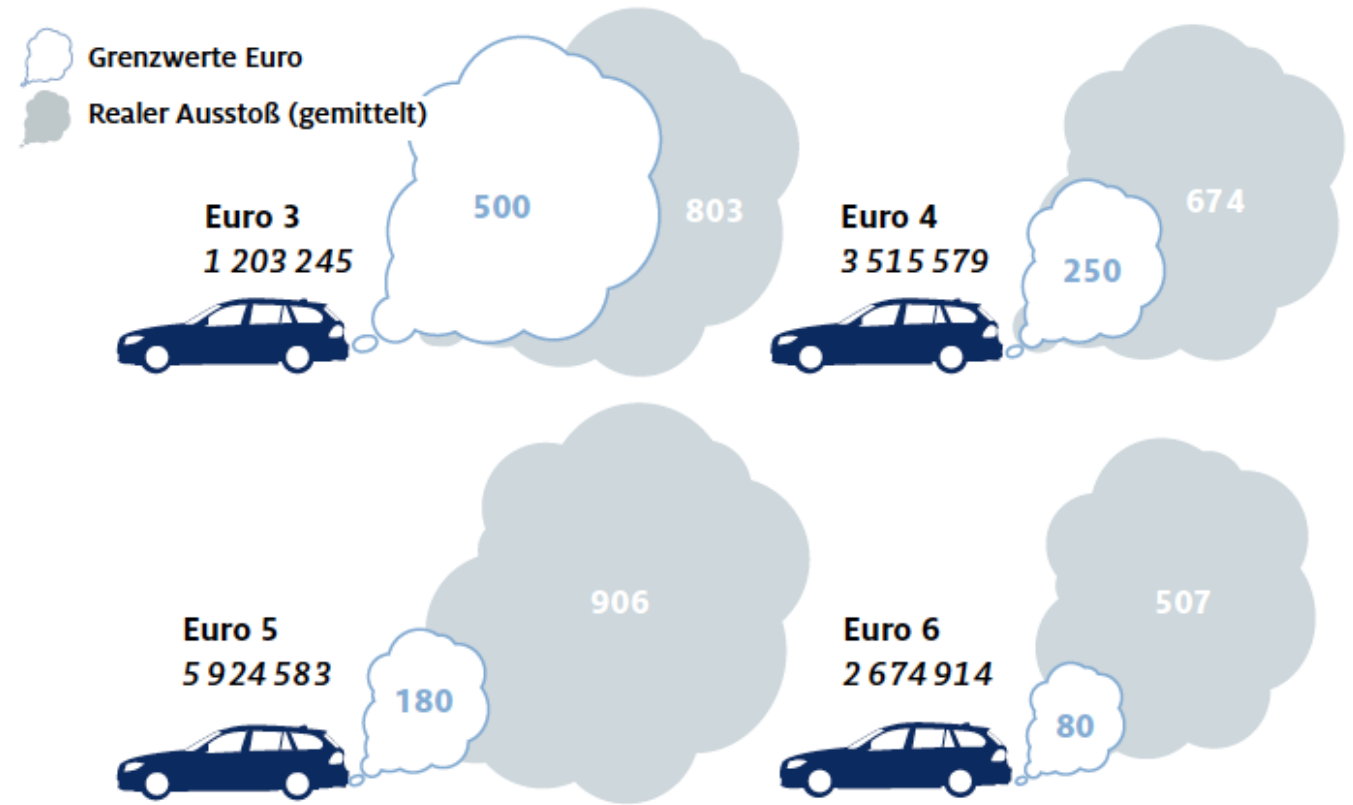 Grenzwerte Euro
Realer Ausstoß (gemittelt)
Euro 3
1 203 245
500
803
Euro 4
3 515 579
250
674
Euro 5
5 924 583
180
906
Euro 6
2 674 914
80
507